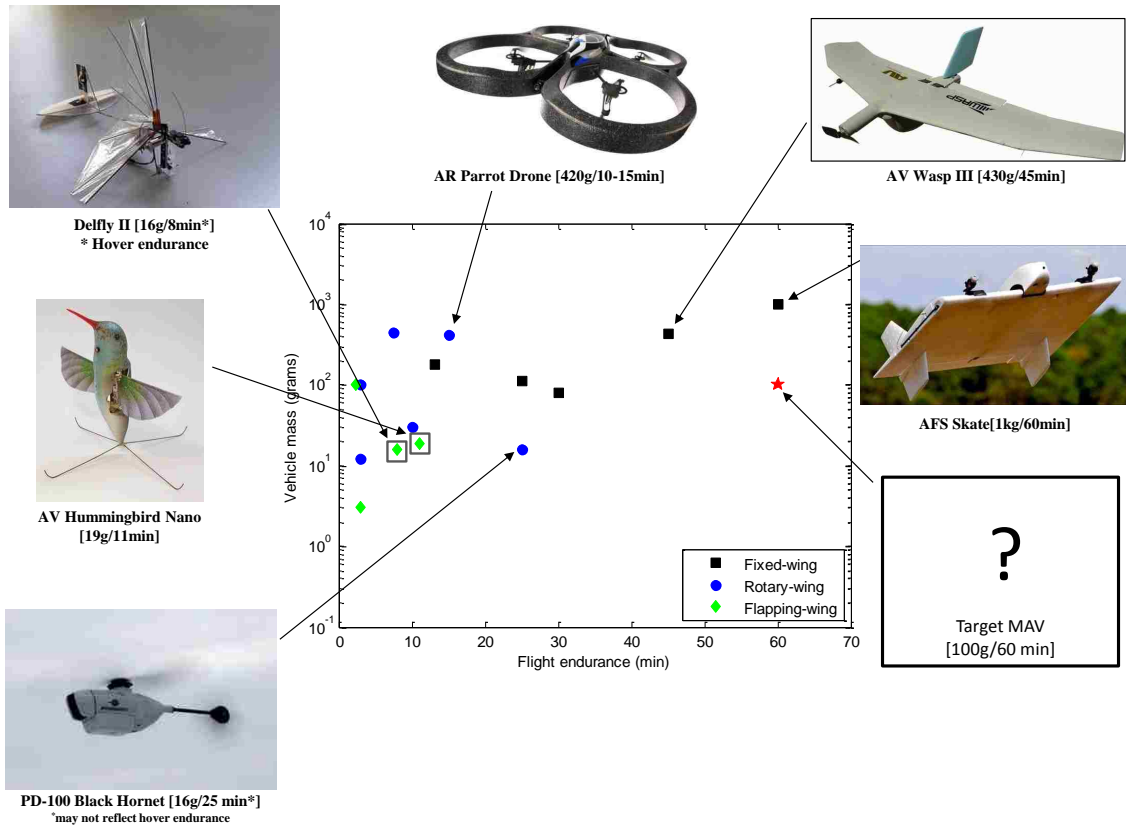 AR Parrot Drone [420g/10-15min]
WASP
AV Wasp III [430g/45min]
Delfly II [16g/8min*]
* Hover endurance
AFS Skate[1kg/60min]
AV Hummingbird Nano
[19g/11min]
Vehicle mass (grams)
10^4
10^3
10^2
10^1
10^0
10^-1
0 10 20 30 40 50 60 70
Flight endurance (min)
Fixed-wing
Rotary-wing
Flapping-wing
?
Target MAV
[100g/60 min]
PD-100 Black Hornet [16g/25 min*]
*may not reflect hover endurance